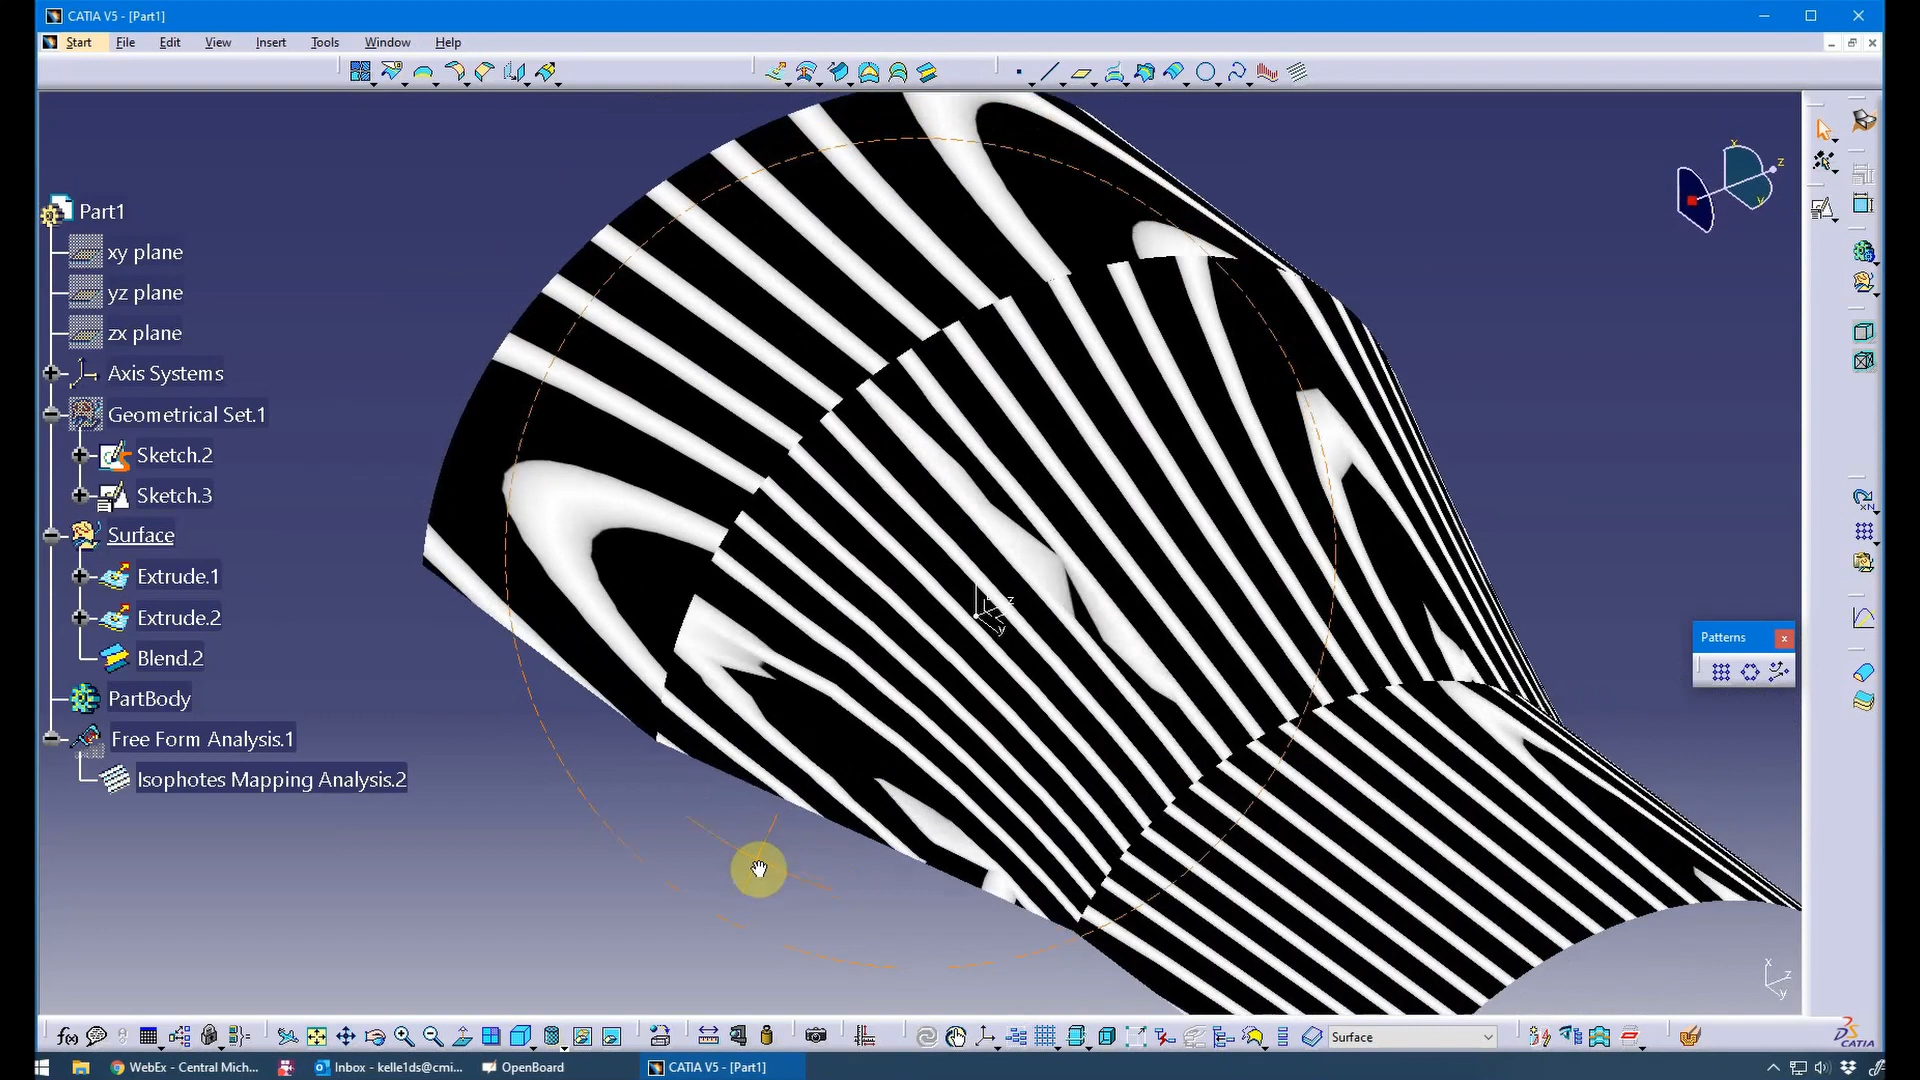 CATIA V5 - [Part1]
Start File Edit View Insert Tools Window Help
Part1
xy plane
yz plane
zx plane
Axis Systems
Geometrical Set.1
Sketch.2
Sketch.3
Surface
Extrude.1
Extrude.2
Blend.2
PartBody
Free Form Analysis.1
Isophotes Mapping Analysis.2
x
z
y
z
y
Patterns
x
z
y
f(x)
Surface
CATIA
WebEx - Central Mich...
Inbox - kelle1ds@cmi...
OpenBoard
CATIA V5 - [Part1]